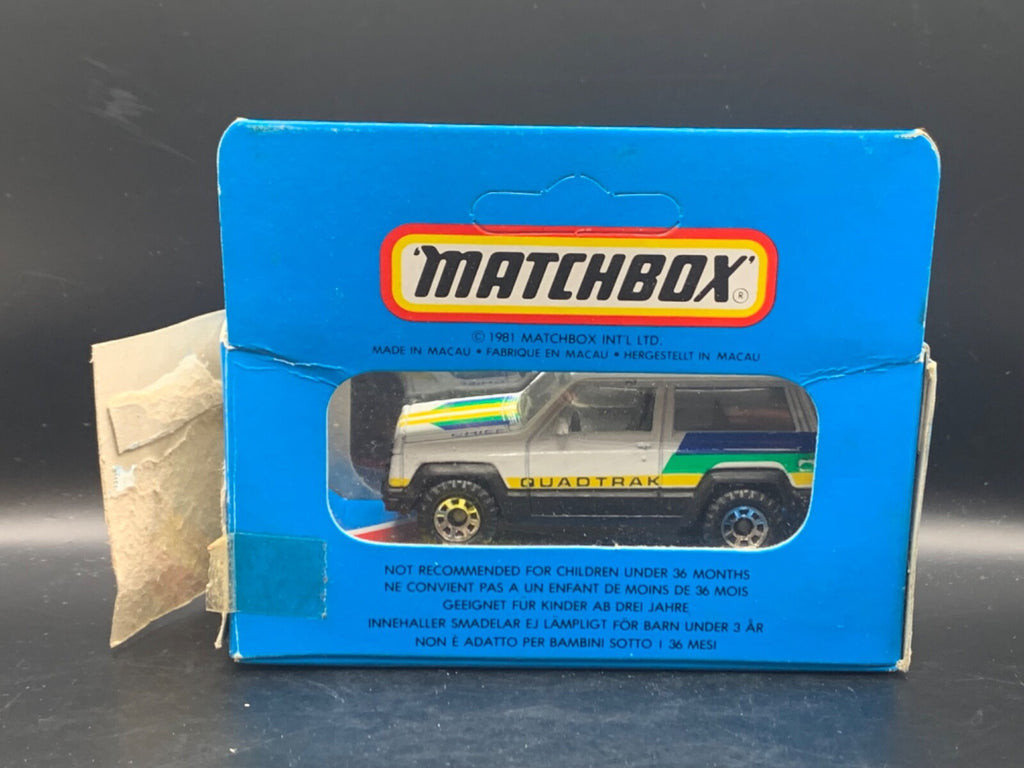 'MATCHBOX'®
© 1981 MATCHBOX INT'L LTD.
MADE IN MACAU • FABRIQUE EN MACAU • HERGESTELLT IN MACAU
CHIEF
QUADTRAK
NOT RECOMMENDED FOR CHILDREN UNDER 36 MONTHS
NE CONVIENT PAS A UN ENFANT DE MOINS DE 36 MOIS
GEEIGNET FUR KINDER AB DREI JAHRE
INNEHALLER SMADELAR EJ LÄMPLIGT FÖR BARN UNDER 3 ÅR
NON È ADATTO PER BAMBINI SOTTO I 36 MESI